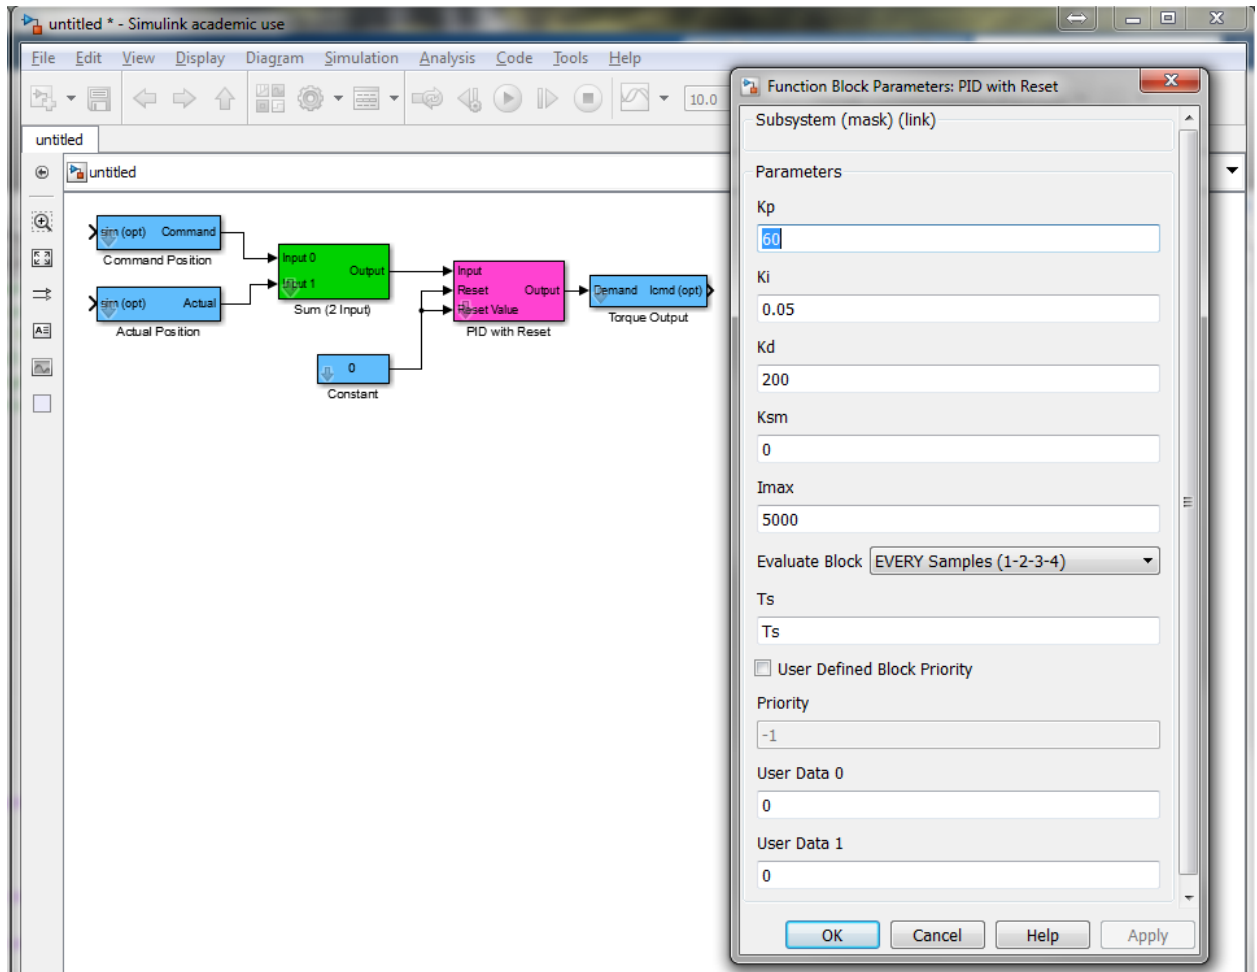 untitled * - Simulink academic use
File Edit View Display Diagram Simulation Analysis Code Tools Help
10.0
untitled
untitled
sim (opt) Command
Command Position
sim (opt) Actual
Actual Position
Input 0
Output
Input 1
Sum (2 Input)
Input
Reset Output
Reset Value
PID with Reset
Demand Icmd (opt)
Torque Output
0
Constant
Function Block Parameters: PID with Reset
Subsystem (mask) (link)
Parameters
Kp
60
Ki
0.05
Kd
200
Ksm
0
Imax
5000
Evaluate Block EVERY Samples (1-2-3-4)
Ts
Ts
User Defined Block Priority
Priority
-1
User Data 0
0
User Data 1
0
OK Cancel Help Apply